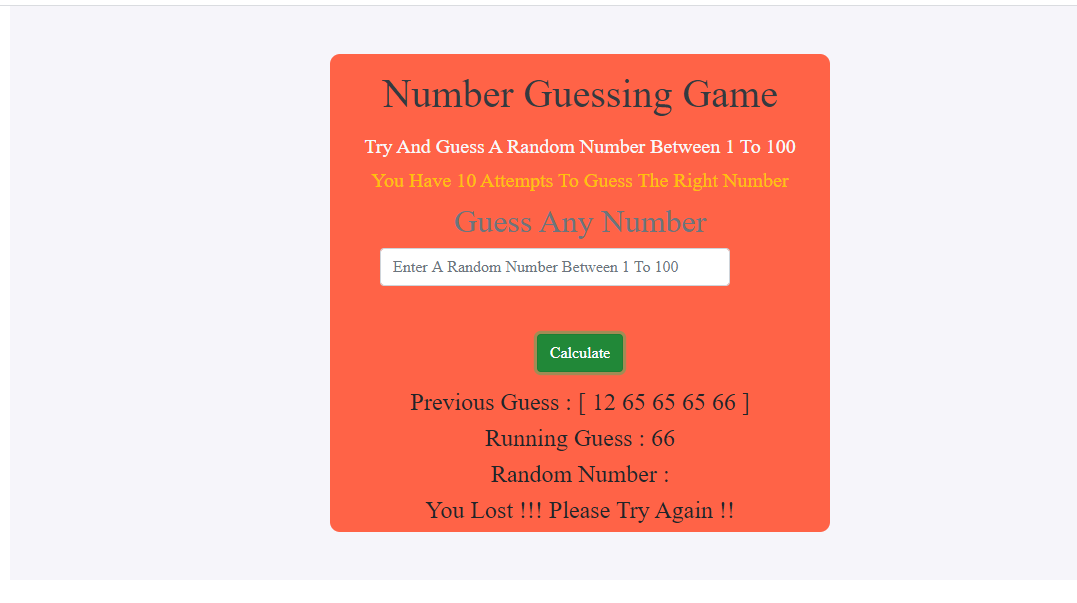 Number Guessing Game
Try And Guess A Random Number Between 1 To 100
You Have 10 Attempts To Guess The Right Number
Guess Any Number
Enter A Random Number Between 1 To 100
Calculate
Previous Guess : [ 12 65 65 65 66 ]
Running Guess : 66
Random Number :
You Lost !!! Please Try Again !!